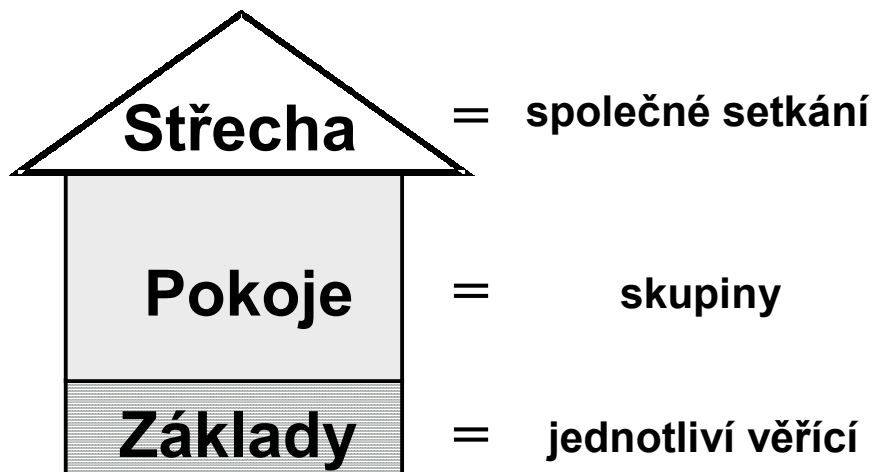 Střecha = společné setkání
Pokoje = skupiny
Základy = jednotliví věřící